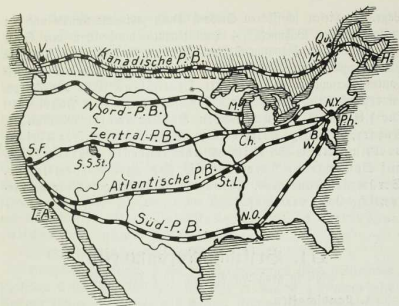 Qu.
V.
Kanadische P.B.
M.
H.
Nord-P.B.
M.
N.Y.
Zentral-P.B.
Ch.
Ph.
S.F.
B.
W.
S.S.St.
Atlantische P.B.
St.L.
L.A.
Süd-P.B.
N.O.